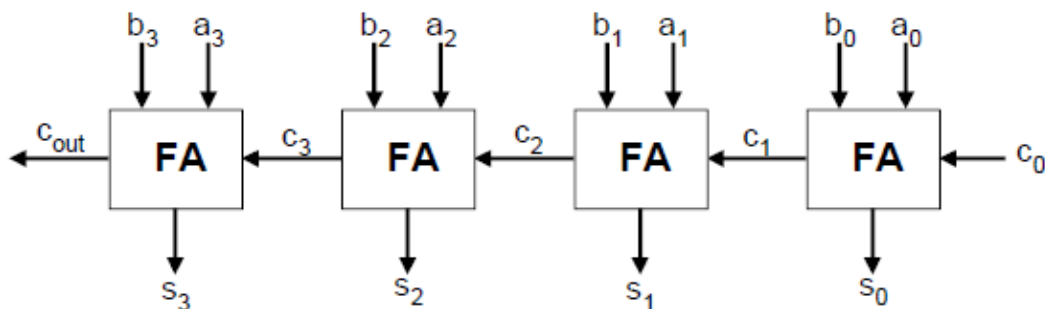 b₃ a₃ b₂ a₂ b₁ a₁ b₀ a₀
c_out FA c₃ FA c₂ FA c₁ FA c₀
s₃ s₂ s₁ s₀